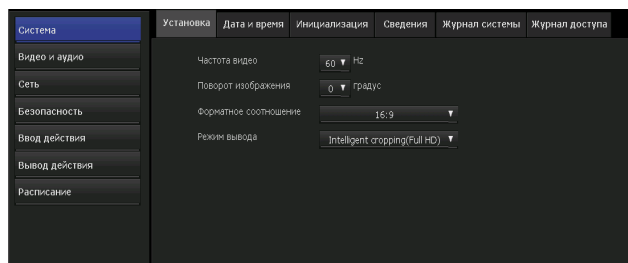 Система
Видео и аудио
Сеть
Безопасность
Ввод действия
Вывод действия
Расписание
Установка Дата и время Инициализация Сведения Журнал системы Журнал доступа
Частота видео 60 Hz
Поворот изображения 0 градус
Форматное соотношение 16:9
Режим вывода Intelligent cropping(Full HD)